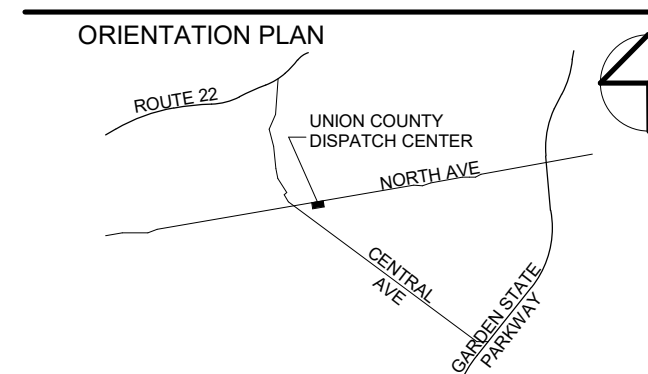 ORIENTATION PLAN
ROUTE 22
UNION COUNTY
DISPATCH CENTER
NORTH AVE
CENTRAL
AVE
GARDEN STATE
PARKWAY